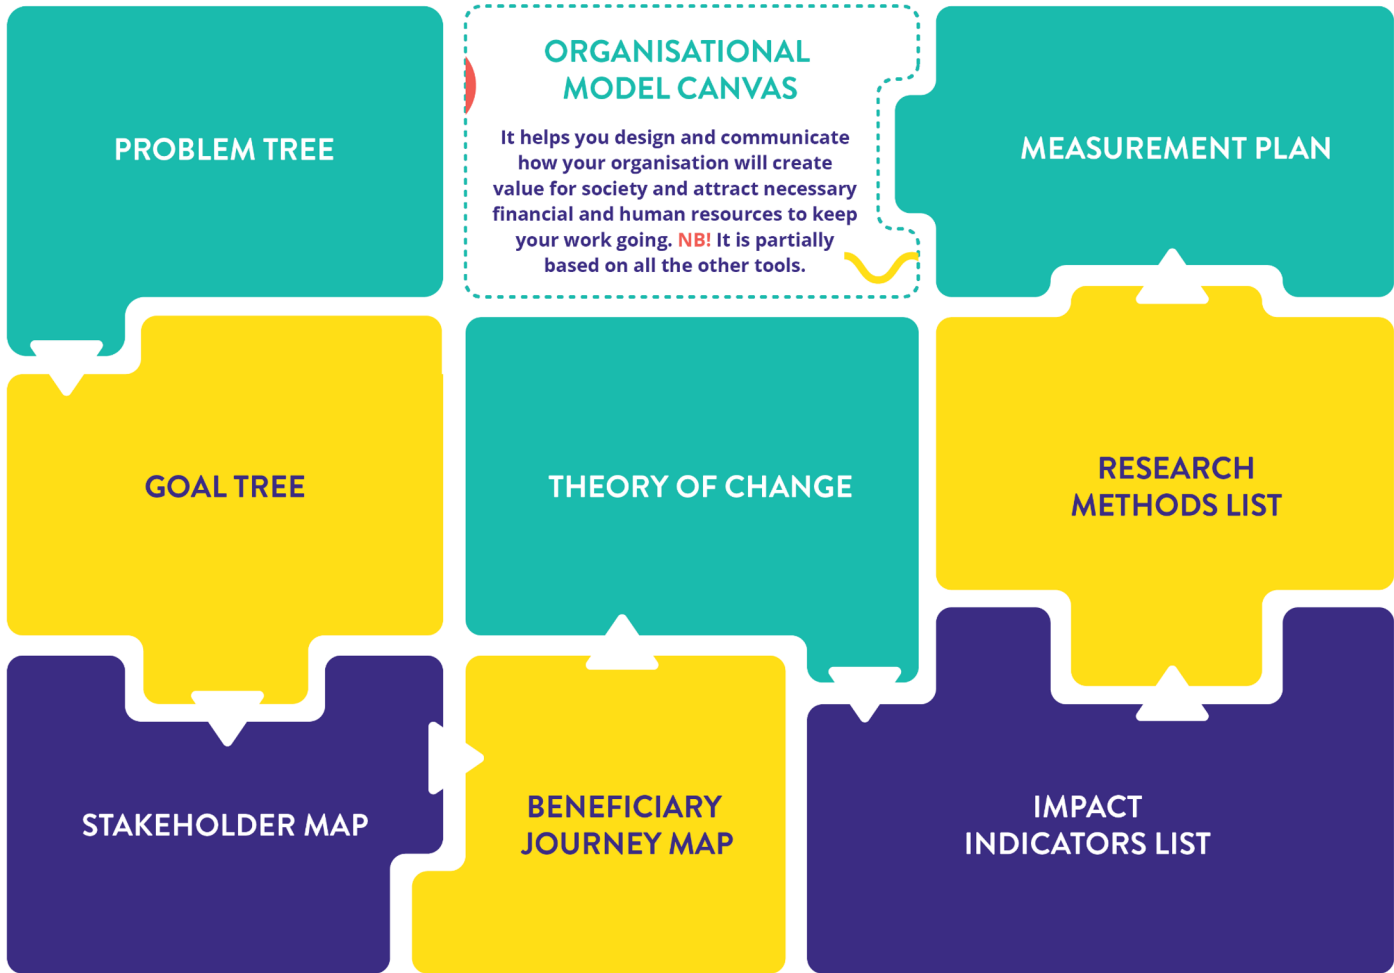 PROBLEM TREE
ORGANISATIONAL
MODEL CANVAS
It helps you design and communicate
how your organisation will create
value for society and attract necessary
financial and human resources to keep
your work going. NB! It is partially
based on all the other tools.
MEASUREMENT PLAN
GOAL TREE
THEORY OF CHANGE
RESEARCH
METHODS LIST
STAKEHOLDER MAP
BENEFICIARY
JOURNEY MAP
IMPACT
INDICATORS LIST